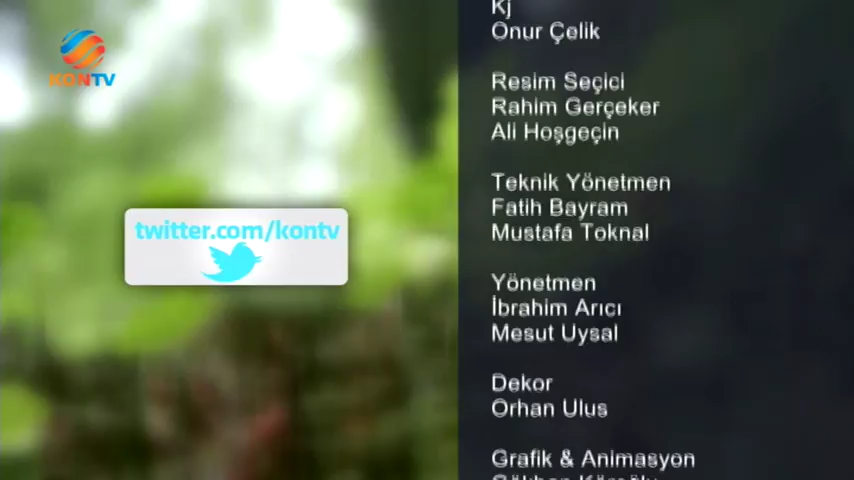 KONTV
twitter.com/kontv
Kj
Onur Çelik
Resim Seçici
Rahim Gerçeker
Ali Hoşgeçin
Teknik Yönetmen
Fatih Bayram
Mustafa Toknal
Yönetmen
İbrahim Arıcı
Mesut Uysal
Dekor
Orhan Ulus
Grafik & Animasyon